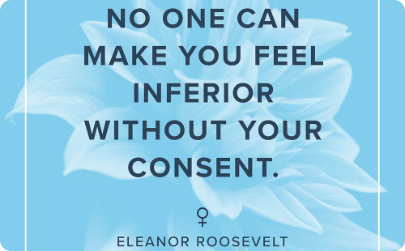 NO ONE CAN
MAKE YOU FEEL
INFERIOR
WITHOUT YOUR
CONSENT.
ELEANOR ROOSEVELT